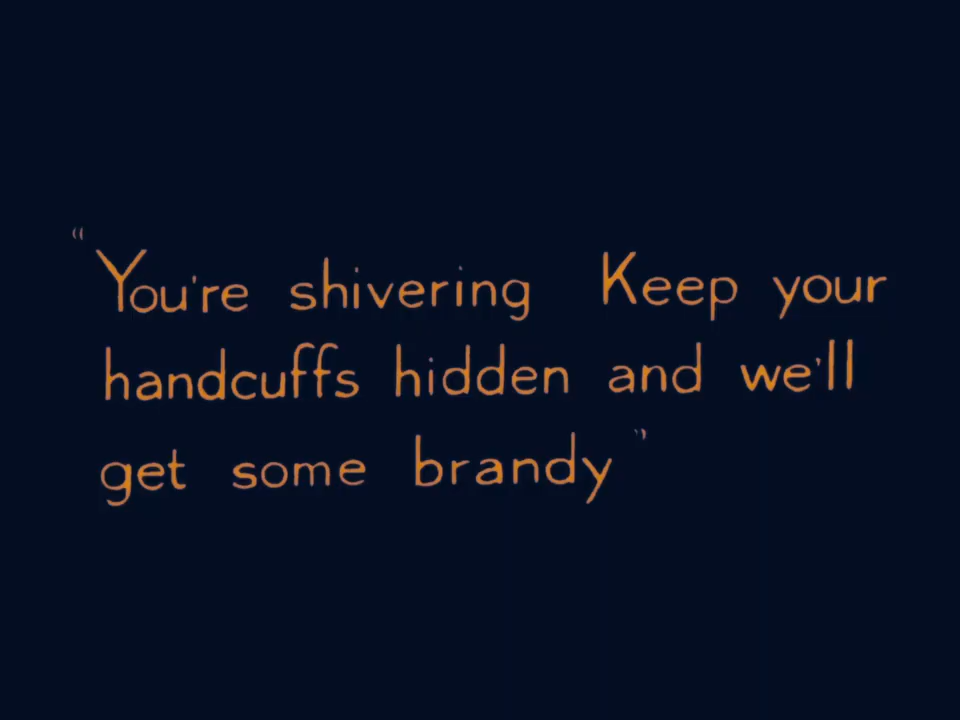 "You're shivering Keep your
handcuffs hidden and we'll
get some brandy"